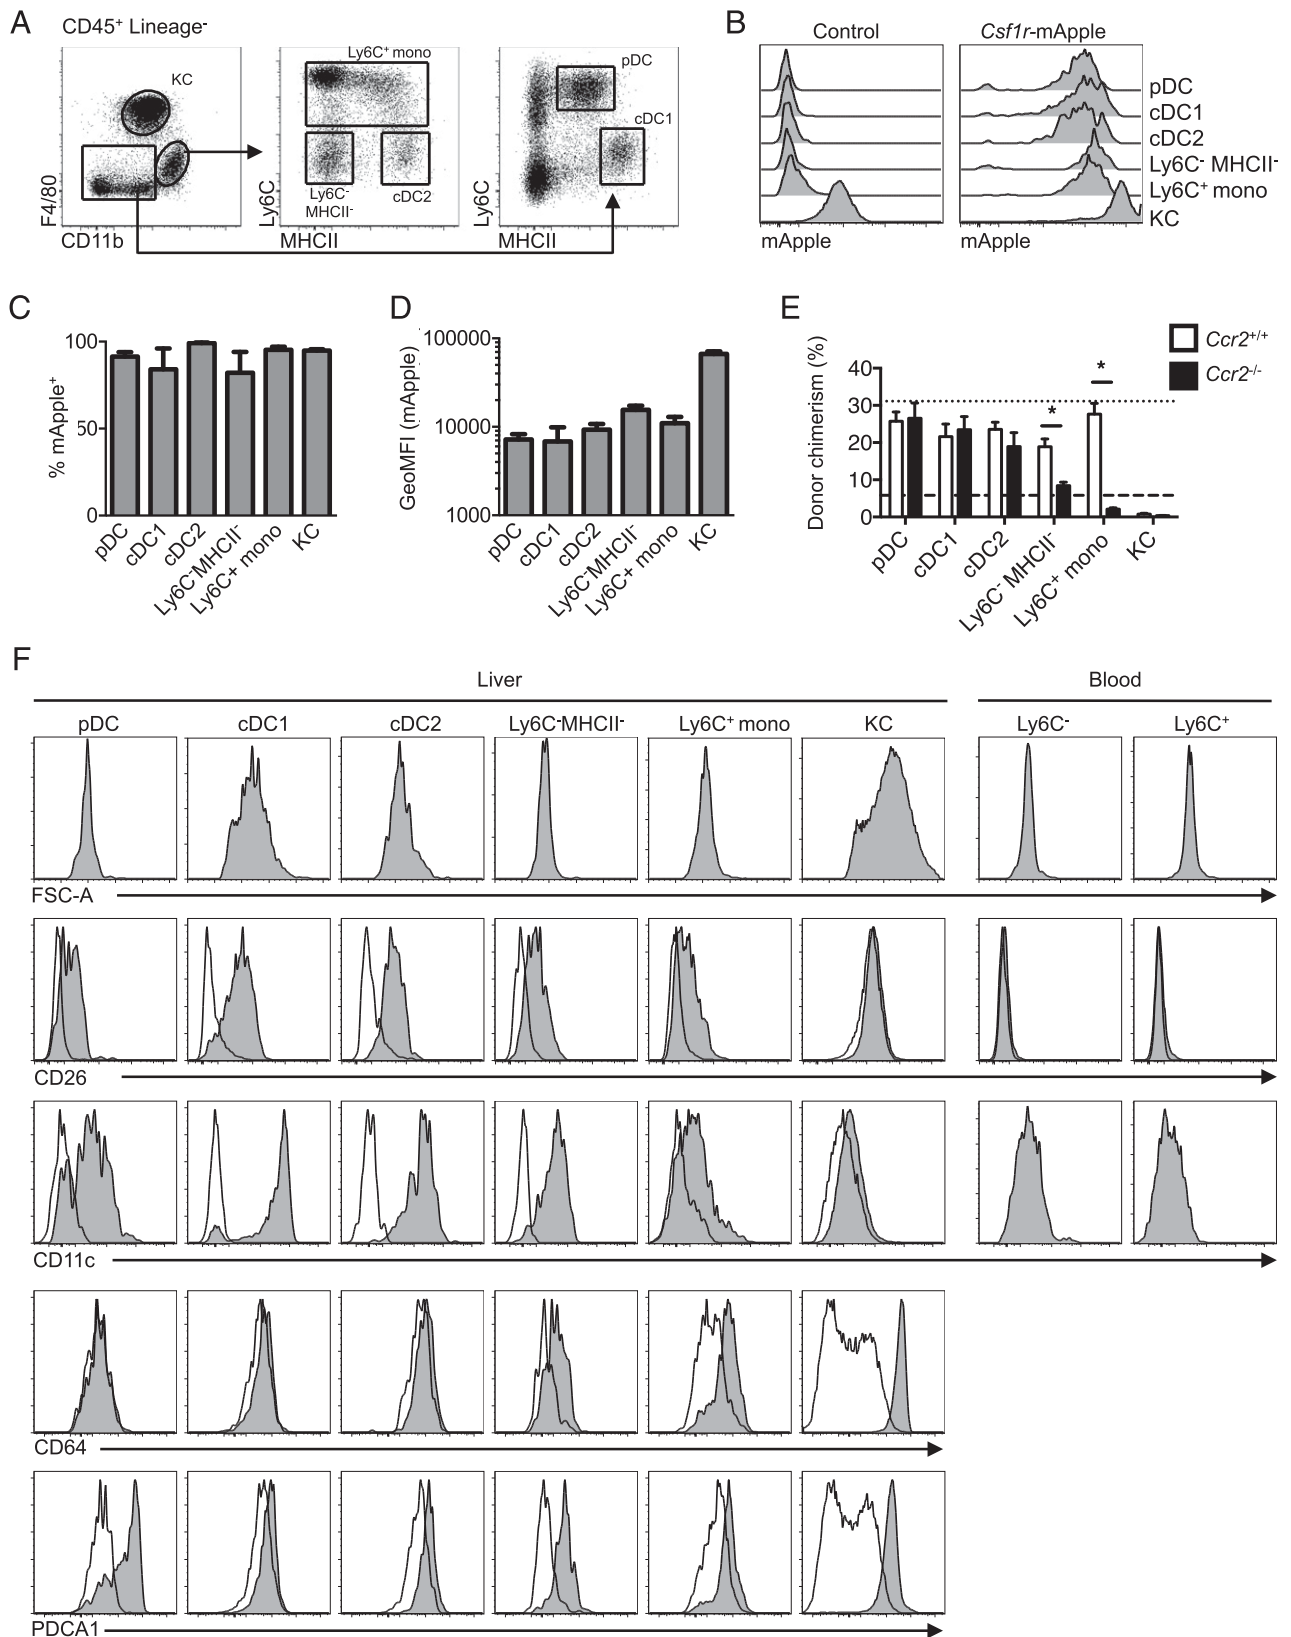 A
CD45⁺ Lineage⁻
KC
F4/80
CD11b
Ly6C⁺ mono
Ly6C⁻
MHCII⁻
cDC2
Ly6C
MHCII
pDC
cDC1
Ly6C
MHCII
B
Control
Csf1r-mApple
pDC
cDC1
cDC2
Ly6C⁻ MHCII⁻
Ly6C⁺ mono
KC
mApple
mApple
C
% mApple⁺
100
50
0
pDC
cDC1
cDC2
Ly6C⁻MHCII⁻
Ly6C+ mono
KC
D
GeoMFI (mApple)
100000
10000
1000
pDC
cDC1
cDC2
Ly6C⁻MHCII⁻
Ly6C+ mono
KC
E
Donor chimerism (%)
40
30
20
10
0
*
*
Ccr2⁺/⁺
Ccr2⁻/⁻
pDC
cDC1
cDC2
Ly6C⁻ MHCII⁻
Ly6C⁺ mono
KC
F
Liver
Blood
pDC
cDC1
cDC2
Ly6C⁻MHCII⁻
Ly6C⁺ mono
KC
Ly6C⁻
Ly6C⁺
FSC-A
CD26
CD11c
CD64
PDCA1